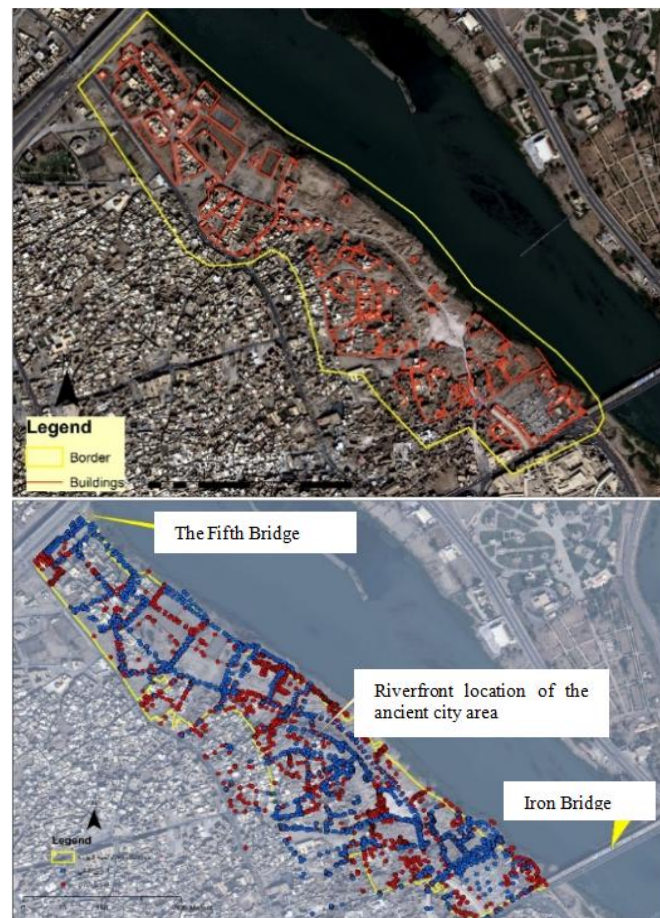 Legend
Border
Buildings
The Fifth Bridge
Riverfront location of the
ancient city area
Iron Bridge
Legend